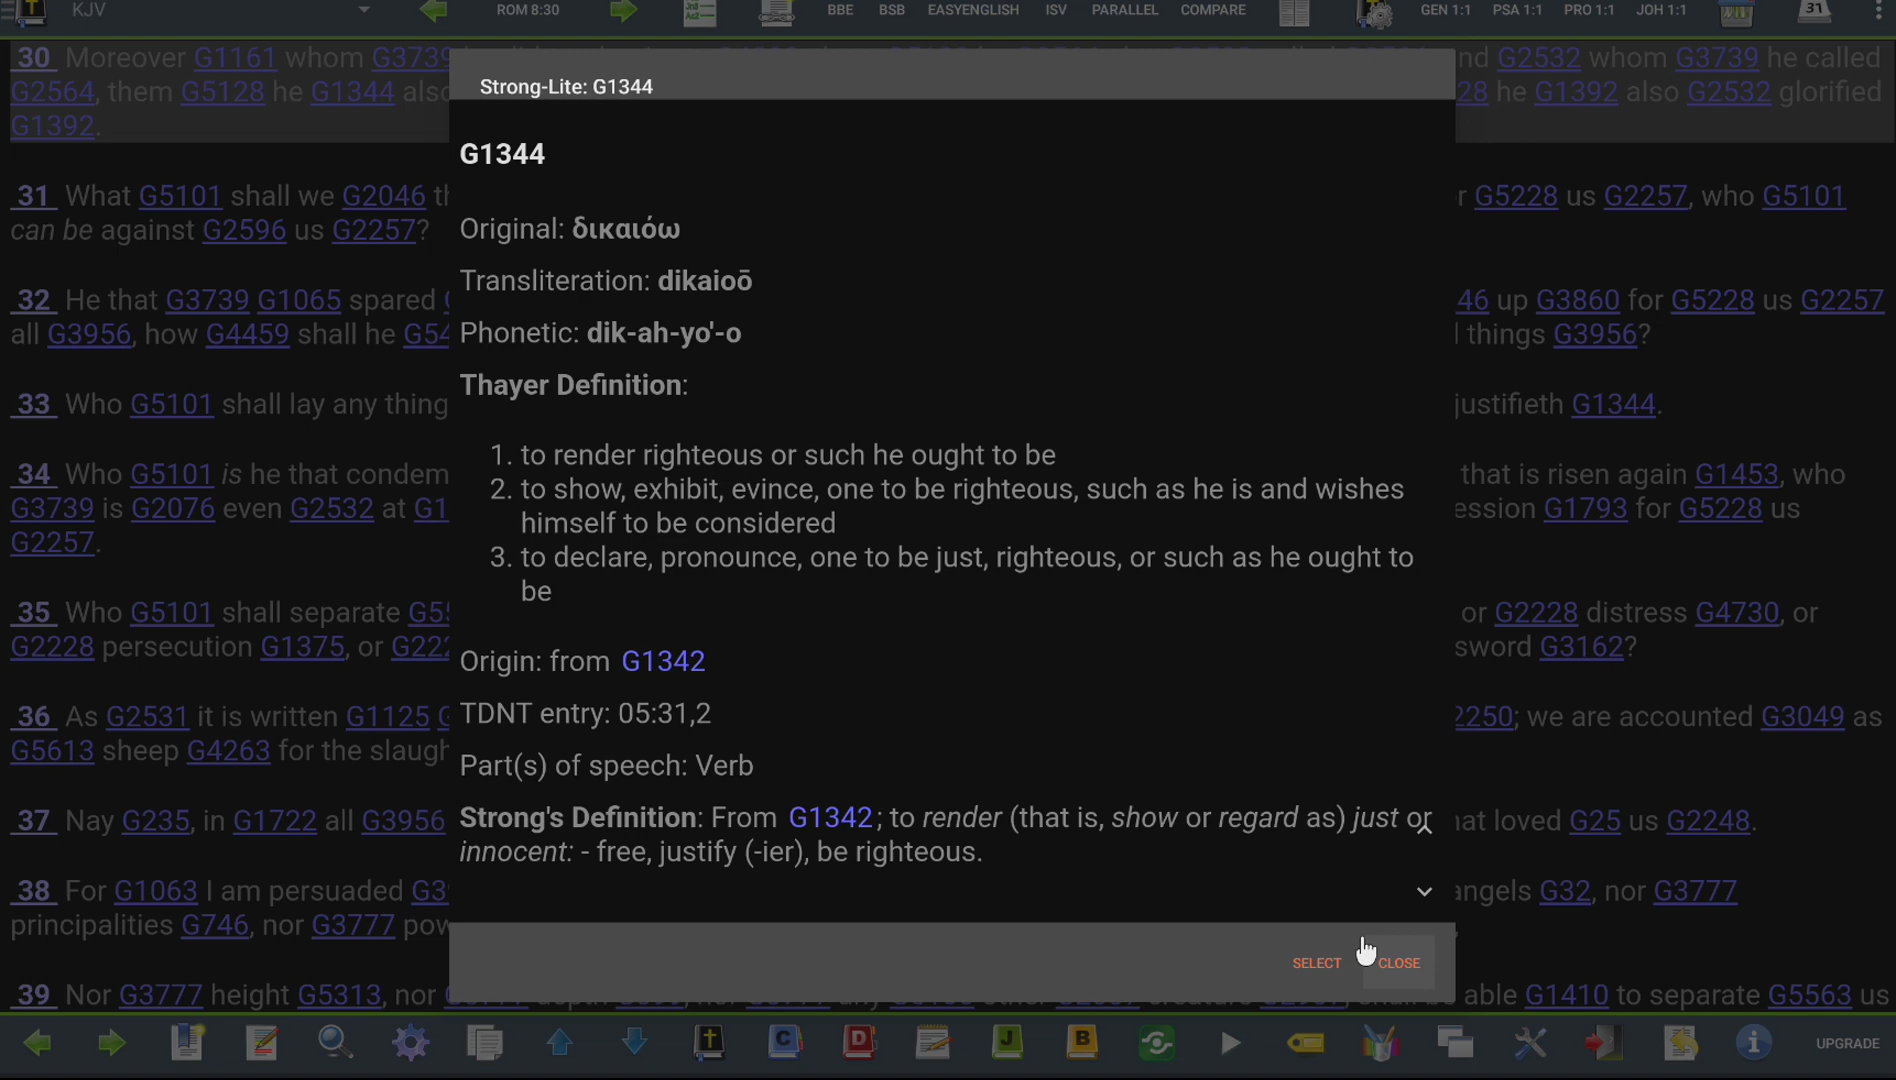 KJV ROM 8:30 BBE BSB EASYENGLISH ISV PARALLEL COMPARE GEN 1:1 PSA 1:1 PRO 1:1 JOH 1:1 31
30 Moreover G1161 whom G3739 nd G2532 whom G3739 he called
G2564, them G5128 he G1344 also 28 he G1392 also G2532 glorified
G1392.
Strong-Lite: G1344
G1344
Original: δικαιόω
Transliteration: dikaioō
Phonetic: dik-ah-yo'-o
Thayer Definition:
1. to render righteous or such he ought to be
2. to show, exhibit, evince, one to be righteous, such as he is and wishes
himself to be considered
3. to declare, pronounce, one to be just, righteous, or such as he ought to
be
Origin: from G1342
TDNT entry: 05:31,2
Part(s) of speech: Verb
Strong's Definition: From G1342; to render (that is, show or regard as) just or
innocent: - free, justify (-ier), be righteous.
SELECT CLOSE
31 What G5101 shall we G2046 th r G5228 us G2257, who G5101
can be against G2596 us G2257?
32 He that G3739 G1065 spared 46 up G3860 for G5228 us G2257
all G3956, how G4459 shall he G54 things G3956?
33 Who G5101 shall lay any thing justifieth G1344.
34 Who G5101 is he that condem that is risen again G1453, who
G3739 is G2076 even G2532 at G1 ession G1793 for G5228 us
G2257.
35 Who G5101 shall separate G55 or G2228 distress G4730, or
G2228 persecution G1375, or G222 sword G3162?
36 As G2531 it is written G1125 2250; we are accounted G3049 as
G5613 sheep G4263 for the slaugh
37 Nay G235, in G1722 all G3956 hat loved G25 us G2248.
38 For G1063 I am persuaded G39 angels G32, nor G3777
principalities G746, nor G3777 pow
39 Nor G3777 height G5313, nor able G1410 to separate G5563 us
C D J B UPGRADE